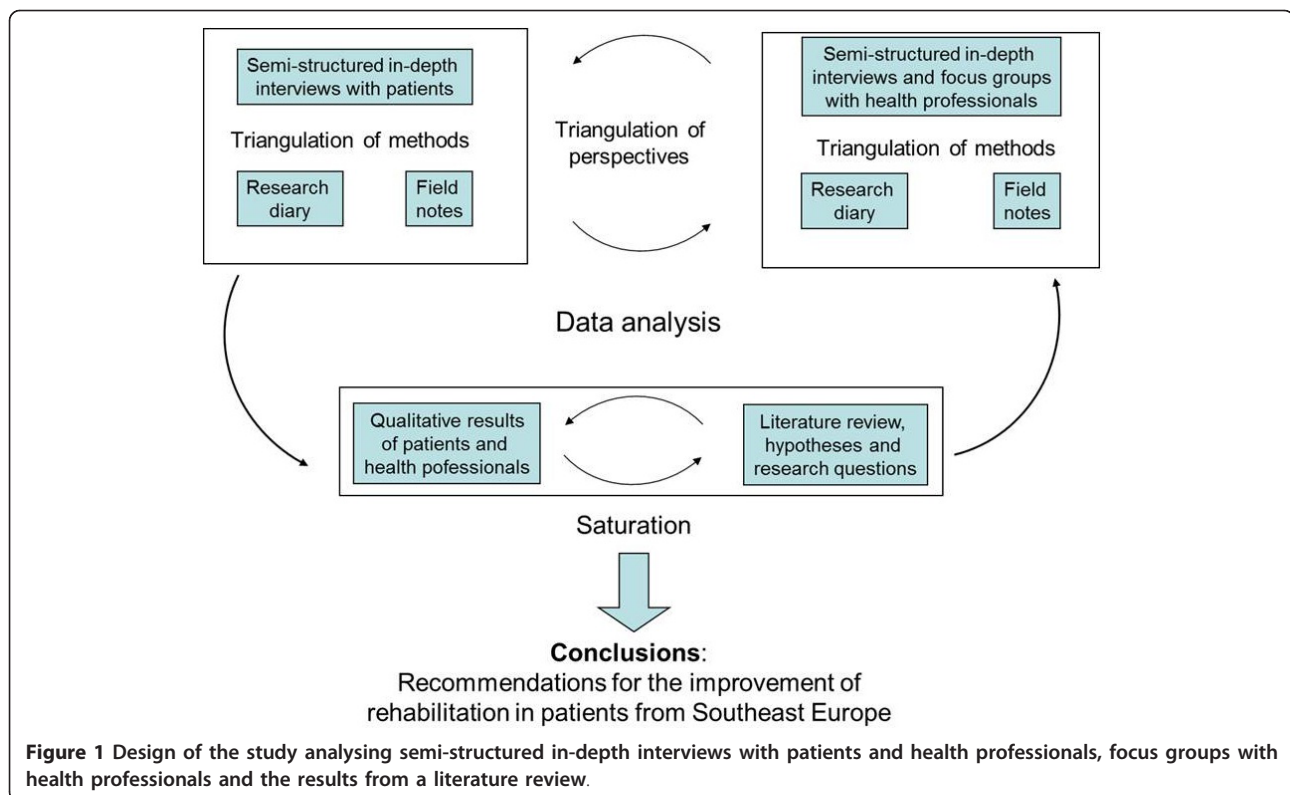 Semi-structured in-depth
interviews with patients
Triangulation of methods
Research
diary
Field
notes
Triangulation of
perspectives
Semi-structured in-depth
interviews and focus groups
with health professionals
Triangulation of methods
Research
diary
Field
notes
Data analysis
Qualitative results
of patients and
health pofessionals
Literature review,
hypotheses and
research questions
Saturation
Conclusions:
Recommendations for the improvement of
rehabilitation in patients from Southeast Europe
Figure 1 Design of the study analysing semi-structured in-depth interviews with patients and health professionals, focus groups with
health professionals and the results from a literature review.